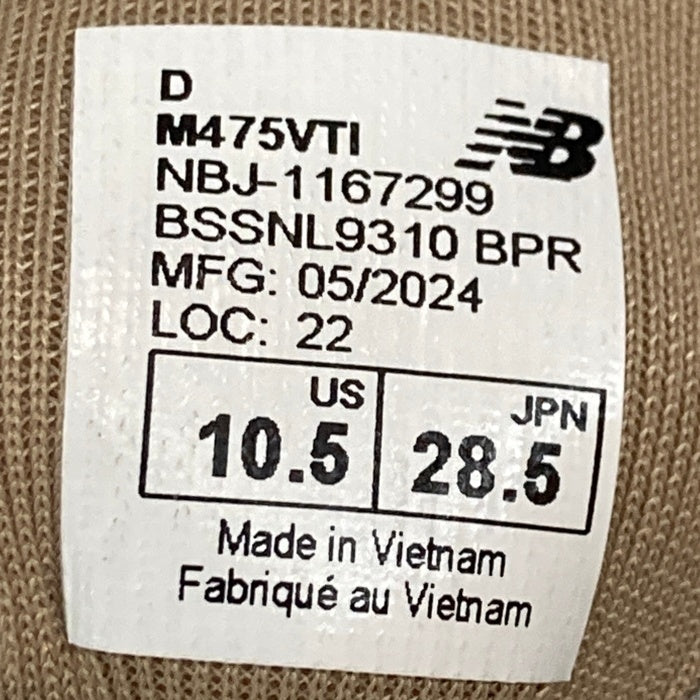 D
M475VTI
NBJ-1167299
BSSNL9310 BPR
MFG: 05/2024
LOC: 22
US
10.5
JPN
28.5
Made in Vietnam
Fabriqué au Vietnam